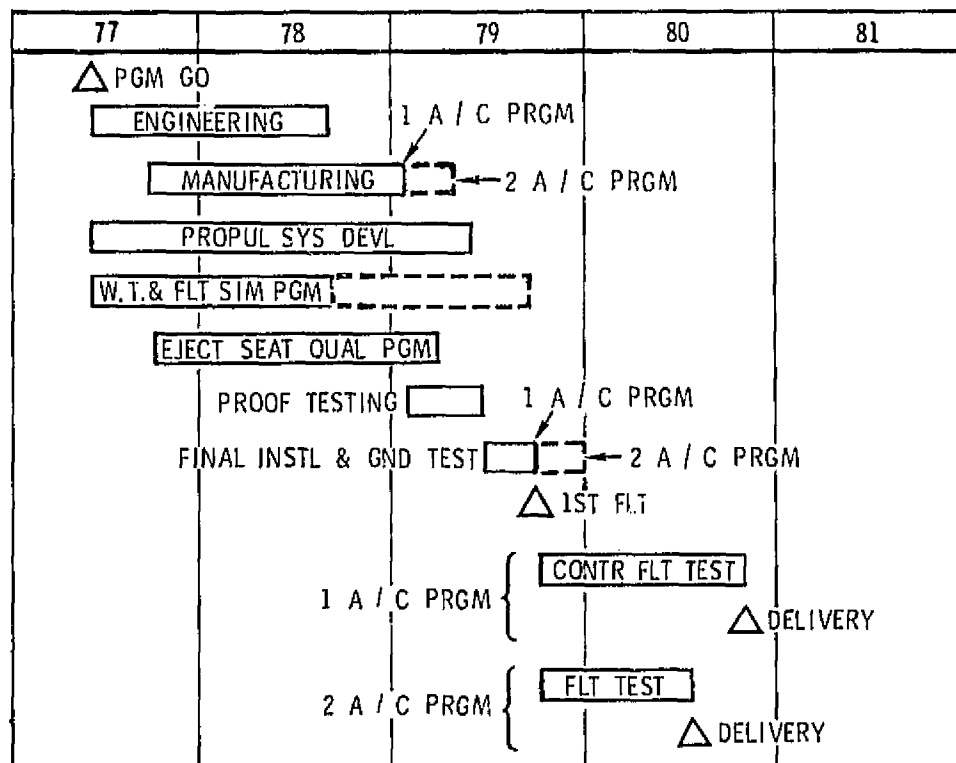 77 78 79 80 81
PGM GO
1 A / C PRGM
ENGINEERING
MANUFACTURING
2 A / C PRGM
PROPUL SYS DEVL
W.T.& FLT SIM PGM
EJECT SEAT QUAL PGM
PROOF TESTING
1 A / C PRGM
FINAL INSTL & GND TEST
2 A / C PRGM
1ST FLT
CONTR FLT TEST
1 A / C PRGM
DELIVERY
FLT TEST
2 A / C PRGM
DELIVERY